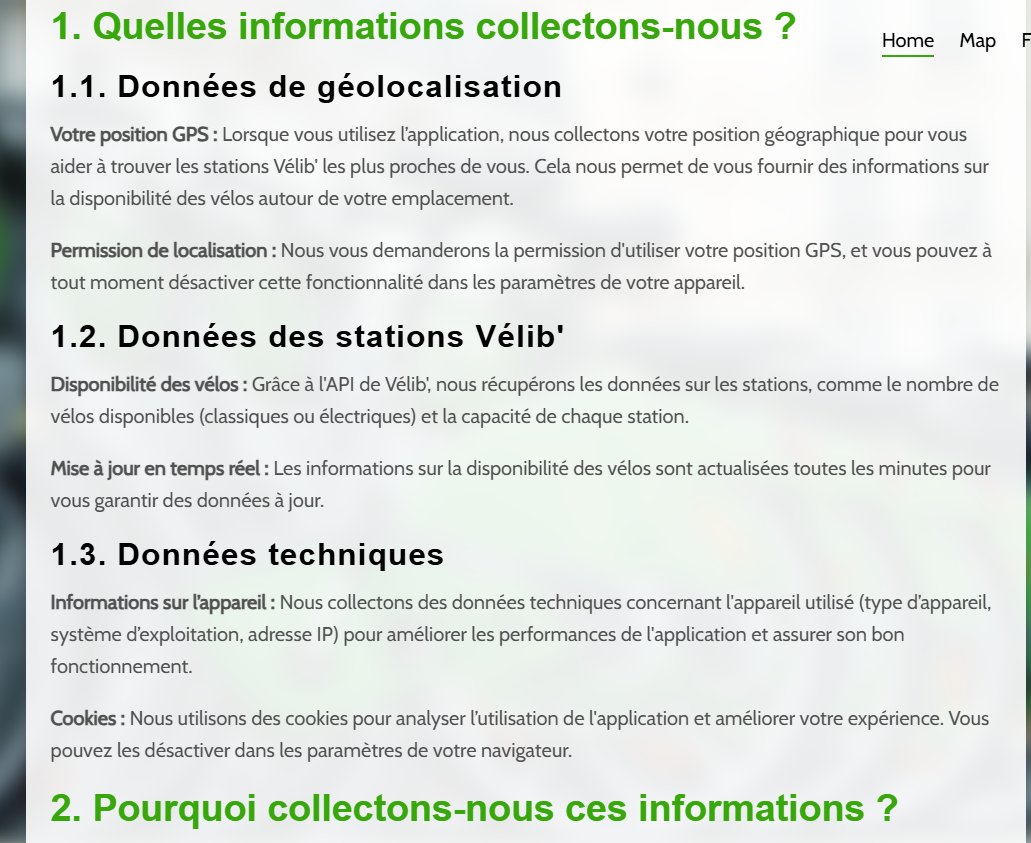 1. Quelles informations collectons-nous ?
Home Map F
1.1. Données de géolocalisation
Votre position GPS : Lorsque vous utilisez l’application, nous collectons votre position géographique pour vous
aider à trouver les stations Vélib' les plus proches de vous. Cela nous permet de vous fournir des informations sur
la disponibilité des vélos autour de votre emplacement.
Permission de localisation : Nous vous demanderons la permission d'utiliser votre position GPS, et vous pouvez à
tout moment désactiver cette fonctionnalité dans les paramètres de votre appareil.
1.2. Données des stations Vélib'
Disponibilité des vélos : Grâce à l'API de Vélib', nous récupérons les données sur les stations, comme le nombre de
vélos disponibles (classiques ou électriques) et la capacité de chaque station.
Mise à jour en temps réel : Les informations sur la disponibilité des vélos sont actualisées toutes les minutes pour
vous garantir des données à jour.
1.3. Données techniques
Informations sur l’appareil : Nous collectons des données techniques concernant l'appareil utilisé (type d’appareil,
système d’exploitation, adresse IP) pour améliorer les performances de l'application et assurer son bon
fonctionnement.
Cookies : Nous utilisons des cookies pour analyser l’utilisation de l'application et améliorer votre expérience. Vous
pouvez les désactiver dans les paramètres de votre navigateur.
2. Pourquoi collectons-nous ces informations ?